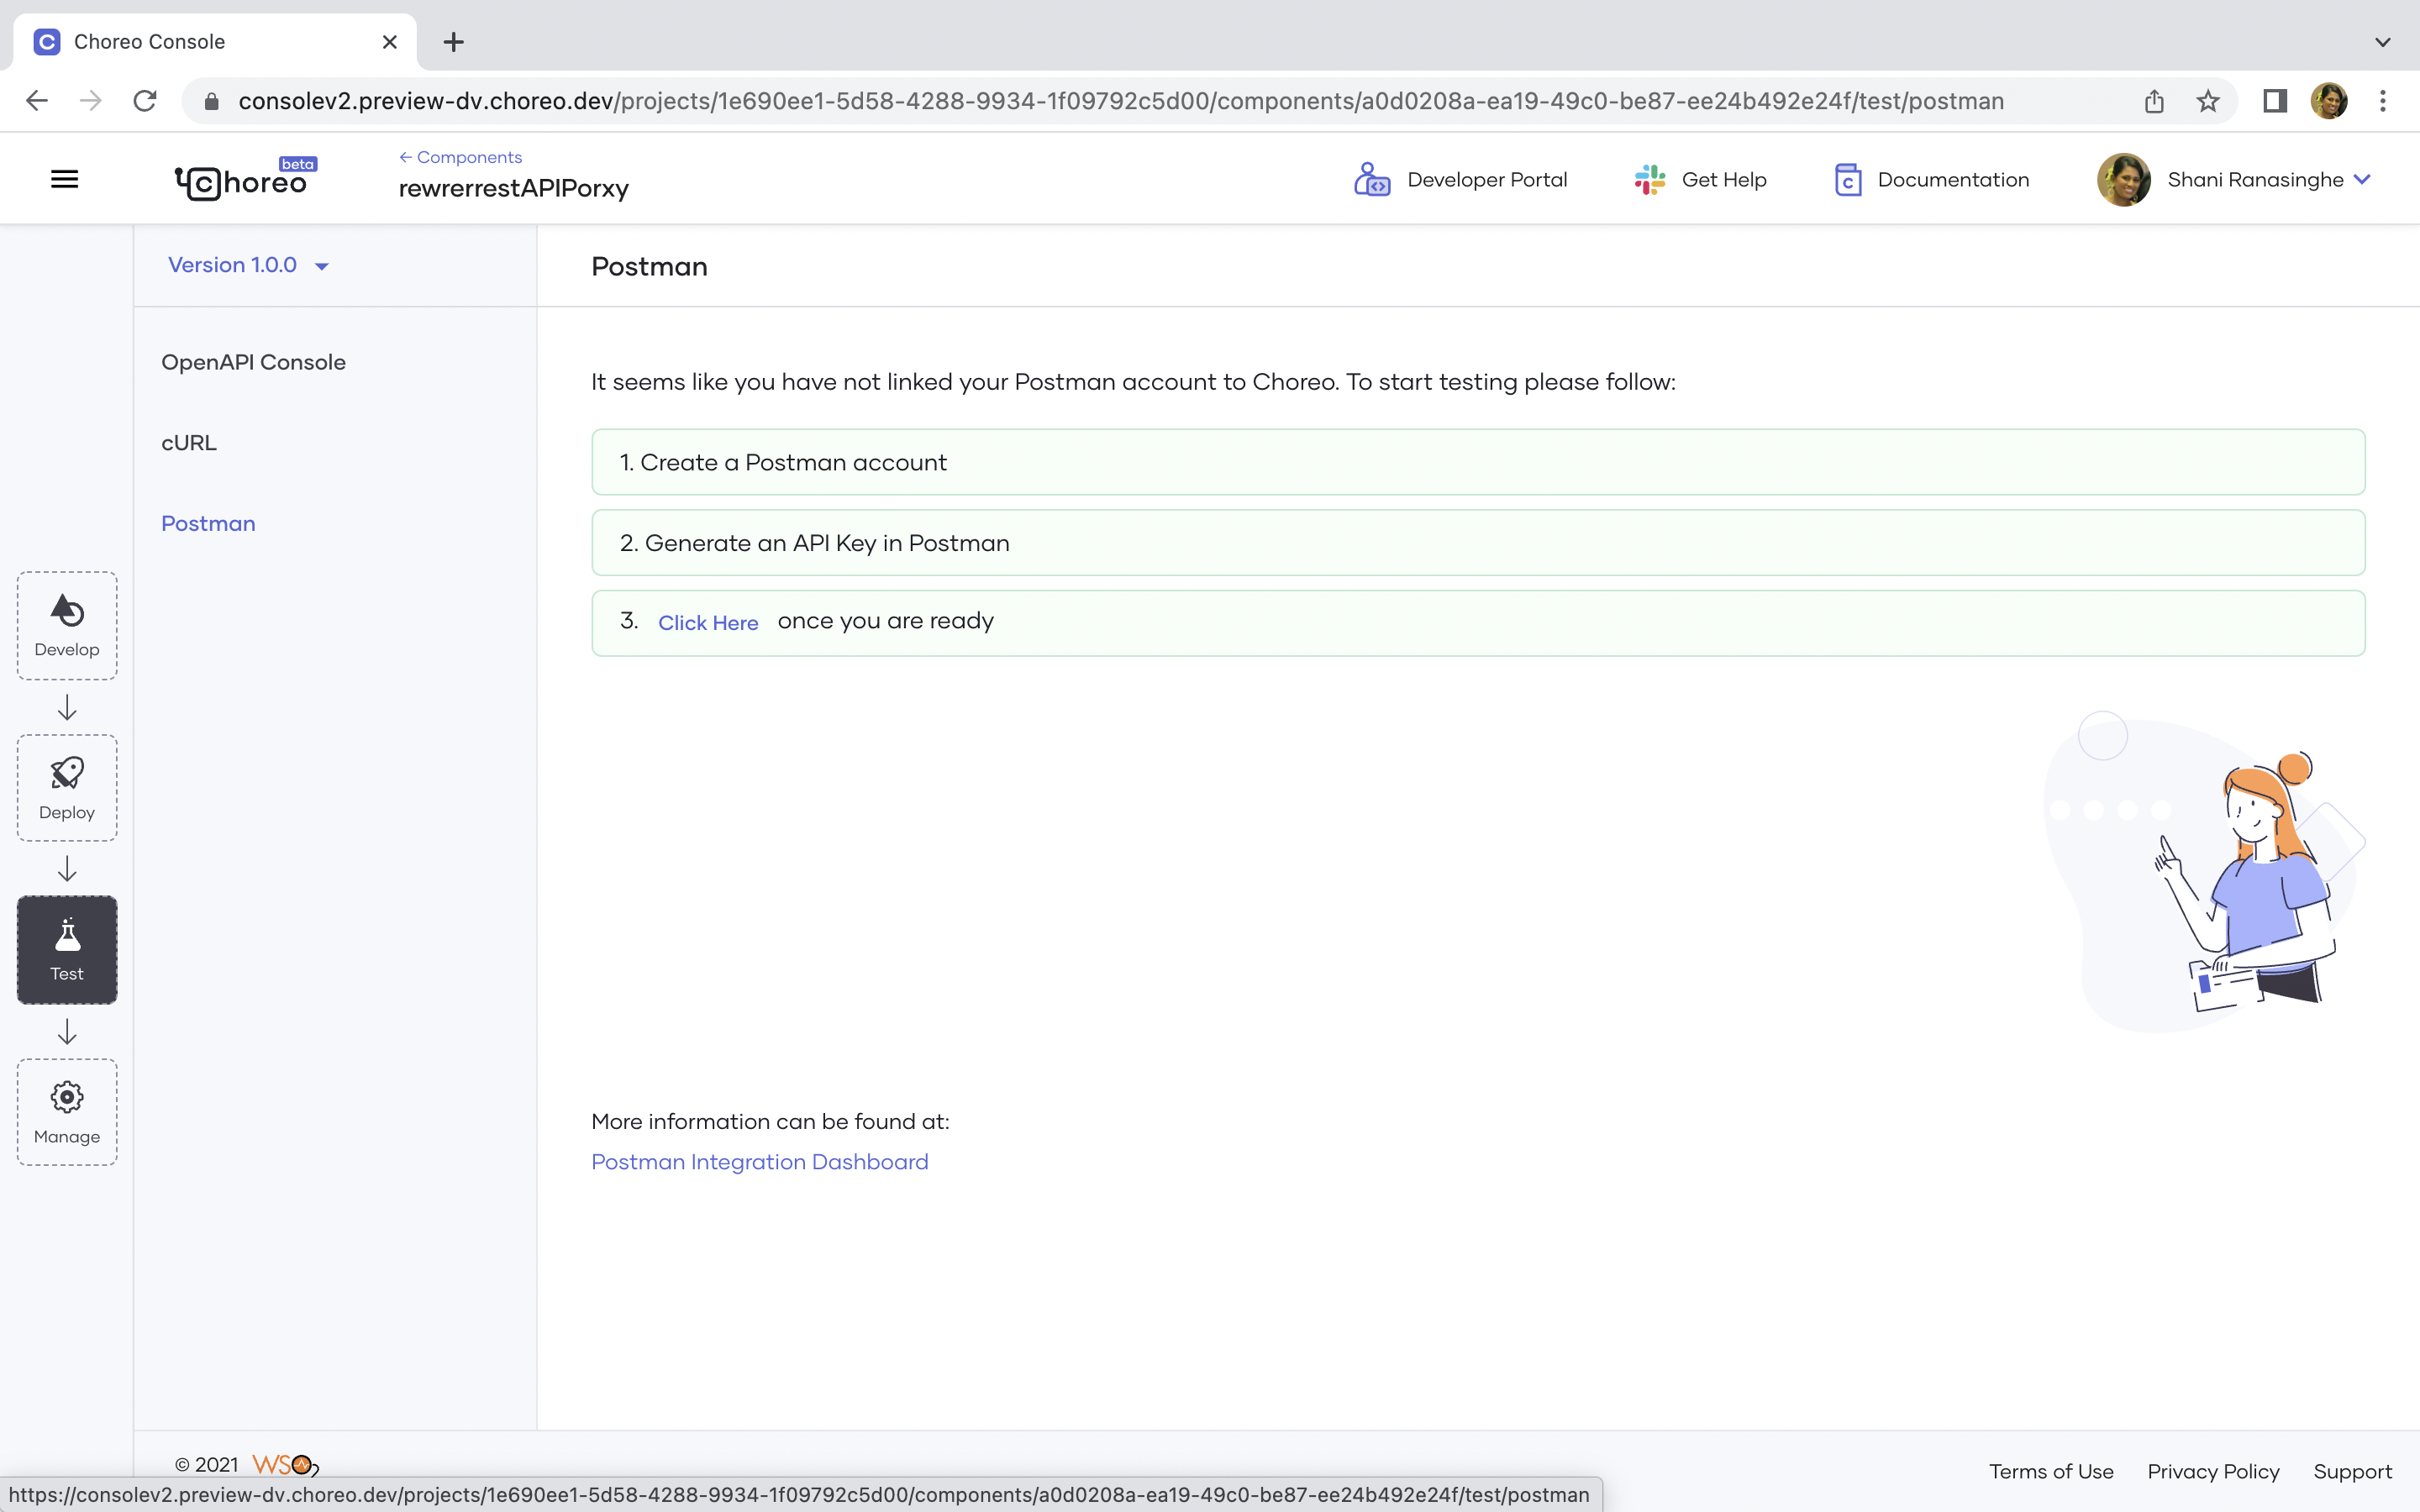 Choreo Console
consolev2.preview-dv.choreo.dev/projects/1e690ee1-5d58-4288-9934-1f09792c5d00/components/a0d0208a-ea19-49c0-be87-ee24b492e24f/test/postman
Choreo beta
← Components
rewrerrestAPIPorxy
Developer Portal
Get Help
Documentation
Shani Ranasinghe
Version 1.0.0
Postman
OpenAPI Console
cURL
Postman
Develop
Deploy
Test
Manage
It seems like you have not linked your Postman account to Choreo. To start testing please follow:
1. Create a Postman account
2. Generate an API Key in Postman
3. Click Here once you are ready
More information can be found at:
Postman Integration Dashboard
© 2021 WSO2
Terms of Use
Privacy Policy
Support
https://consolev2.preview-dv.choreo.dev/projects/1e690ee1-5d58-4288-9934-1f09792c5d00/components/a0d0208a-ea19-49c0-be87-ee24b492e24f/test/postman